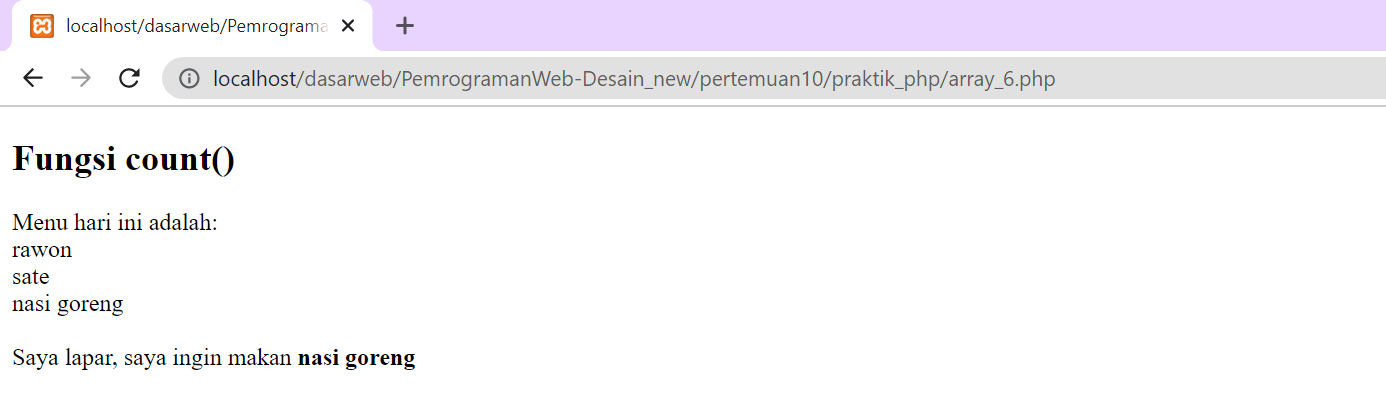 localhost/dasarweb/Pemrograma
localhost/dasarweb/PemrogramanWeb-Desain_new/pertemuan10/praktik_php/array_6.php
Fungsi count()
Menu hari ini adalah:
rawon
sate
nasi goreng
Saya lapar, saya ingin makan nasi goreng